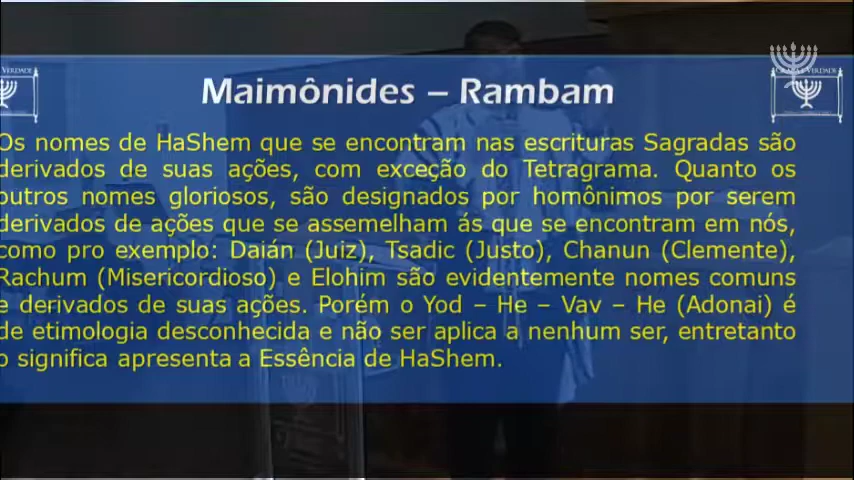 Maimônides – Rambam
VERDADE
VERDADE
Os nomes de HaShem que se encontram nas escrituras Sagradas são
derivados de suas ações, com exceção do Tetragrama. Quanto os
outros nomes gloriosos, são designados por homônimos por serem
derivados de ações que se assemelham ás que se encontram em nós,
como pro exemplo: Daián (Juiz), Tsadic (Justo), Chanun (Clemente),
Rachum (Misericordioso) e Elohim são evidentemente nomes comuns
e derivados de suas ações. Porém o Yod – He – Vav – He (Adonai) é
de etimologia desconhecida e não ser aplica a nenhum ser, entretanto
o significa apresenta a Essência de HaShem.